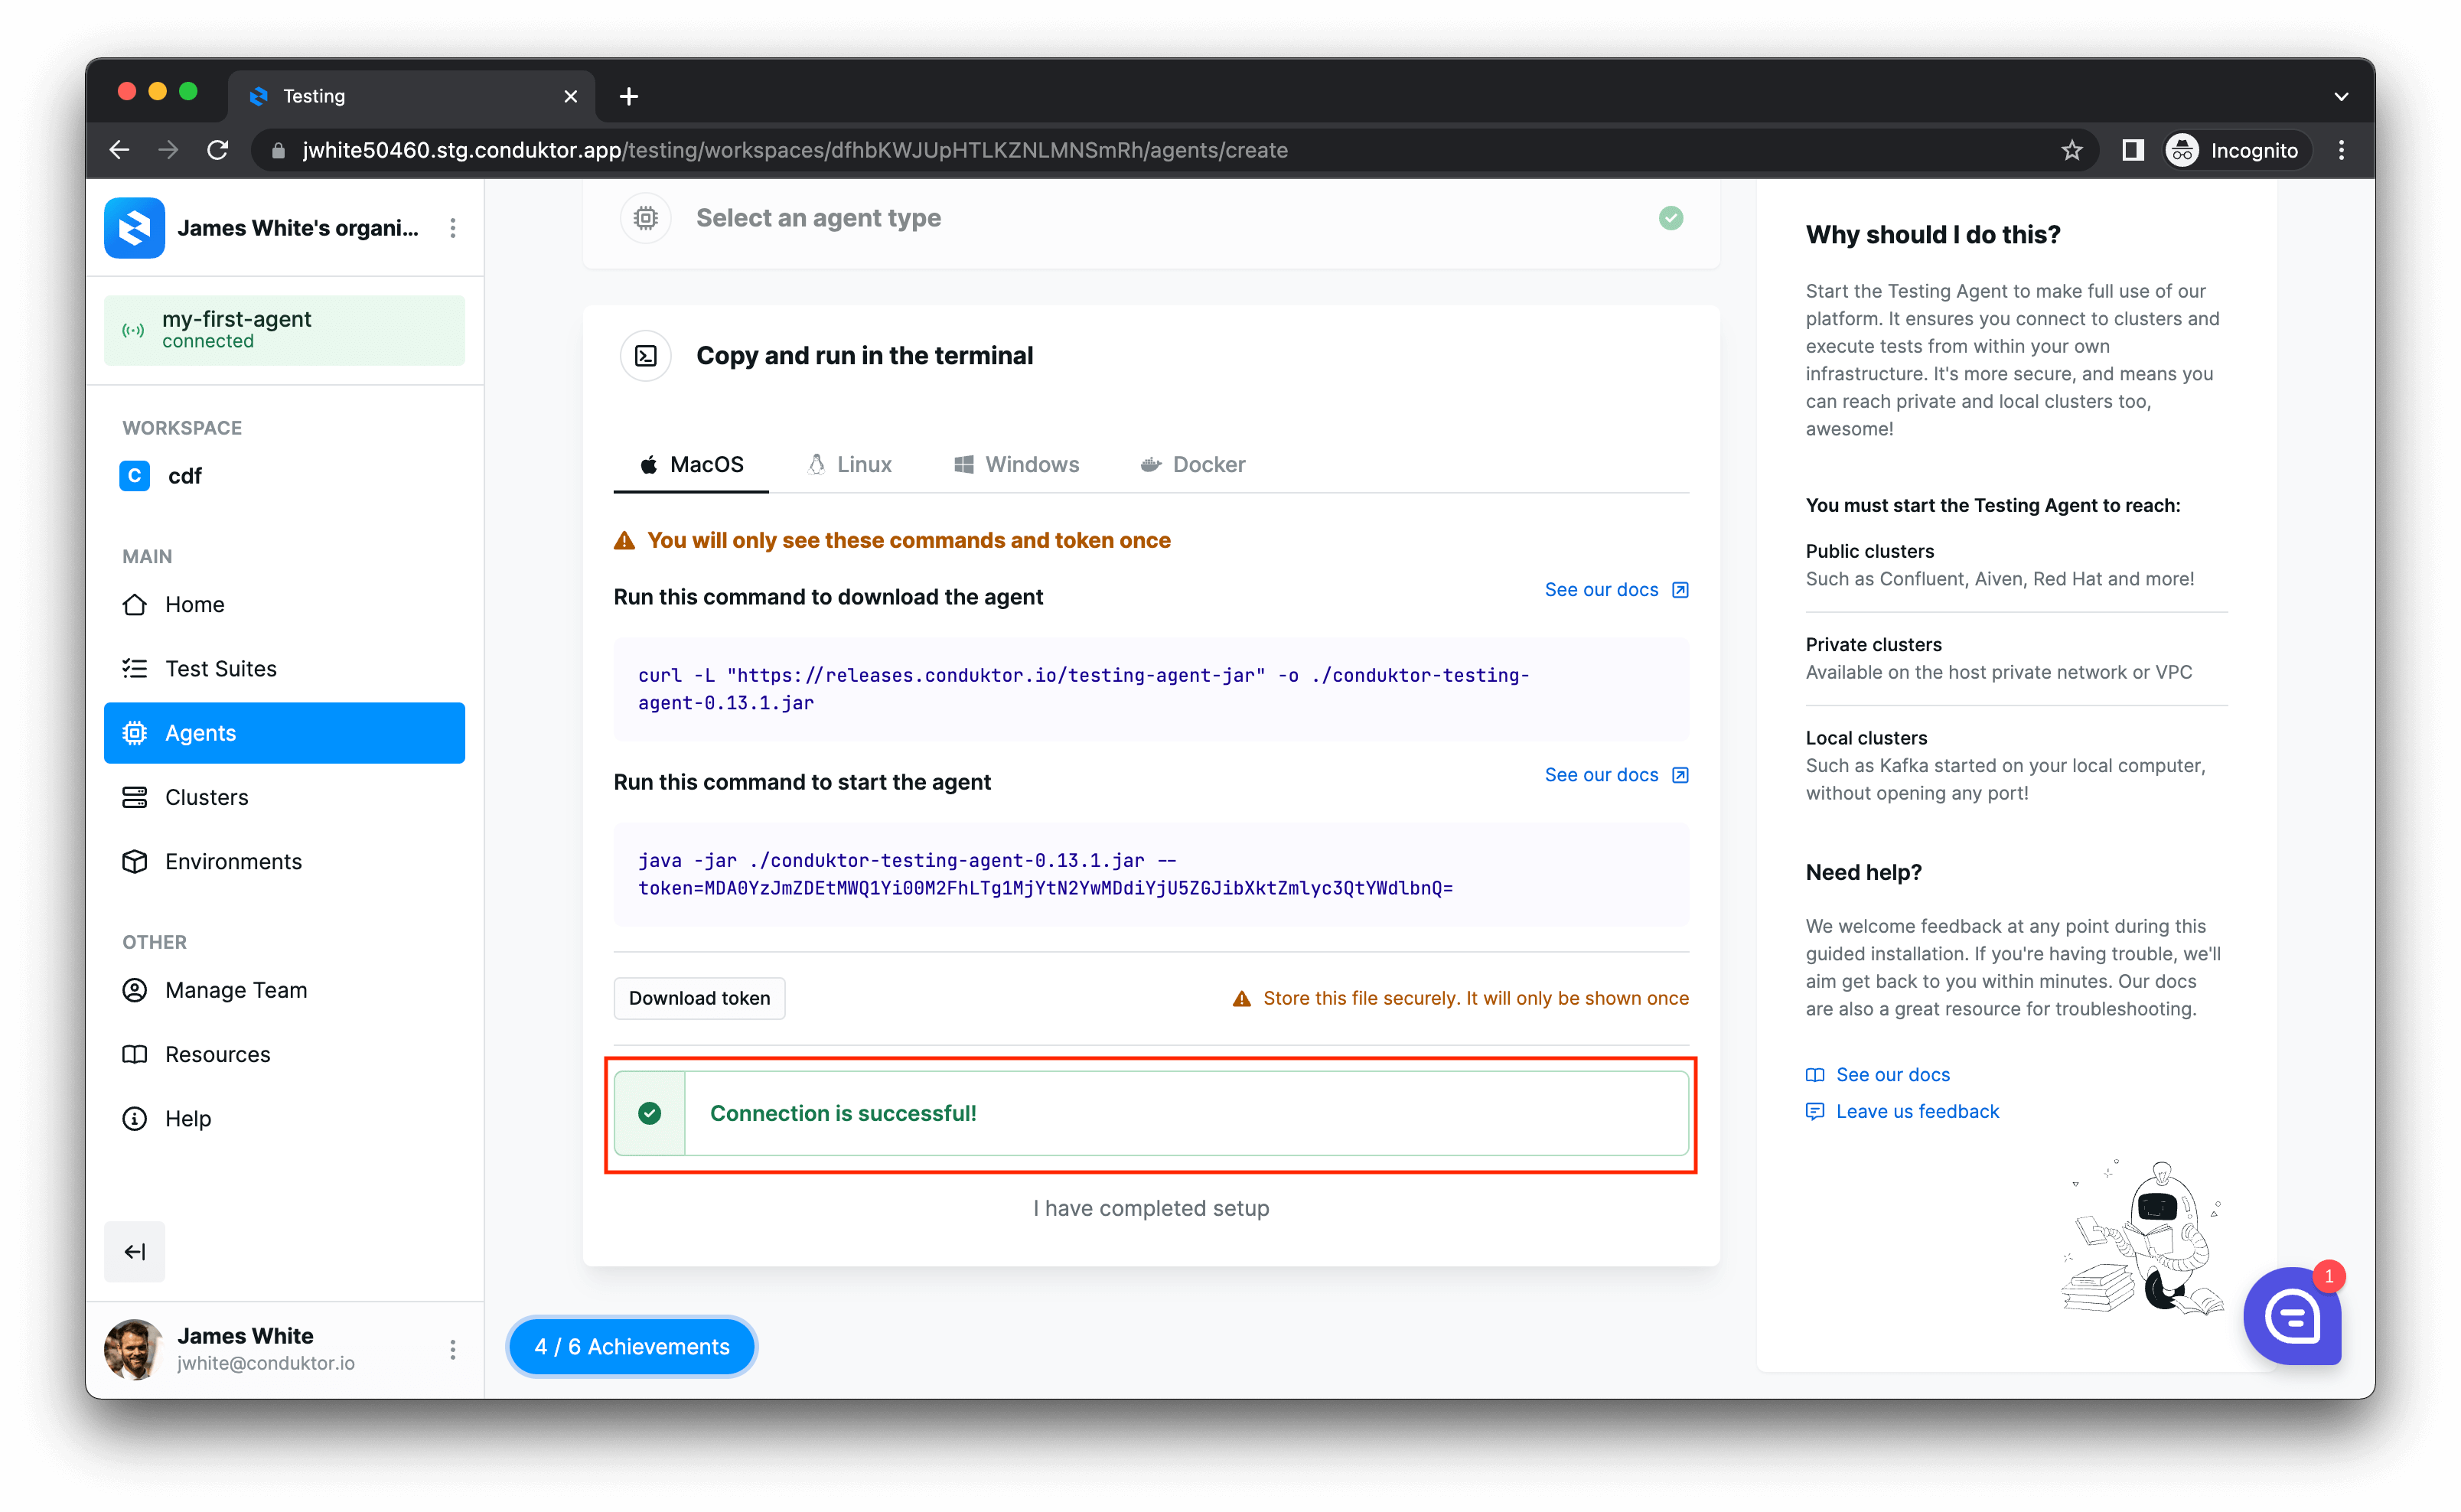 Testing
jwhite50460.stg.conduktor.app/testing/workspaces/dfhbKWJUpHTLKZNLMNSmRh/agents/create
Incognito
James White's organi...
my-first-agent
connected
WORKSPACE
C cdf
MAIN
Home
Test Suites
Agents
Clusters
Environments
OTHER
Manage Team
Resources
Help
James White
jwhite@conduktor.io
Select an agent type
Copy and run in the terminal
MacOS Linux Windows Docker
You will only see these commands and token once
Run this command to download the agent
See our docs
curl -L "https://releases.conduktor.io/testing-agent-jar" -o ./conduktor-testing-
agent-0.13.1.jar
Run this command to start the agent
See our docs
java -jar ./conduktor-testing-agent-0.13.1.jar --
token=MDA0YzJmZDEtMWQ1Yi00M2FhLTg1MjYtN2YwMDdiYjU5ZGJibXktZmlyc3QtYWdlbnQ=
Download token
Store this file securely. It will only be shown once
Connection is successful!
I have completed setup
4 / 6 Achievements
Why should I do this?
Start the Testing Agent to make full use of our
platform. It ensures you connect to clusters and
execute tests from within your own
infrastructure. It's more secure, and means you
can reach private and local clusters too,
awesome!
You must start the Testing Agent to reach:
Public clusters
Such as Confluent, Aiven, Red Hat and more!
Private clusters
Available on the host private network or VPC
Local clusters
Such as Kafka started on your local computer,
without opening any port!
Need help?
We welcome feedback at any point during this
guided installation. If you're having trouble, we'll
aim get back to you within minutes. Our docs
are also a great resource for troubleshooting.
See our docs
Leave us feedback
1